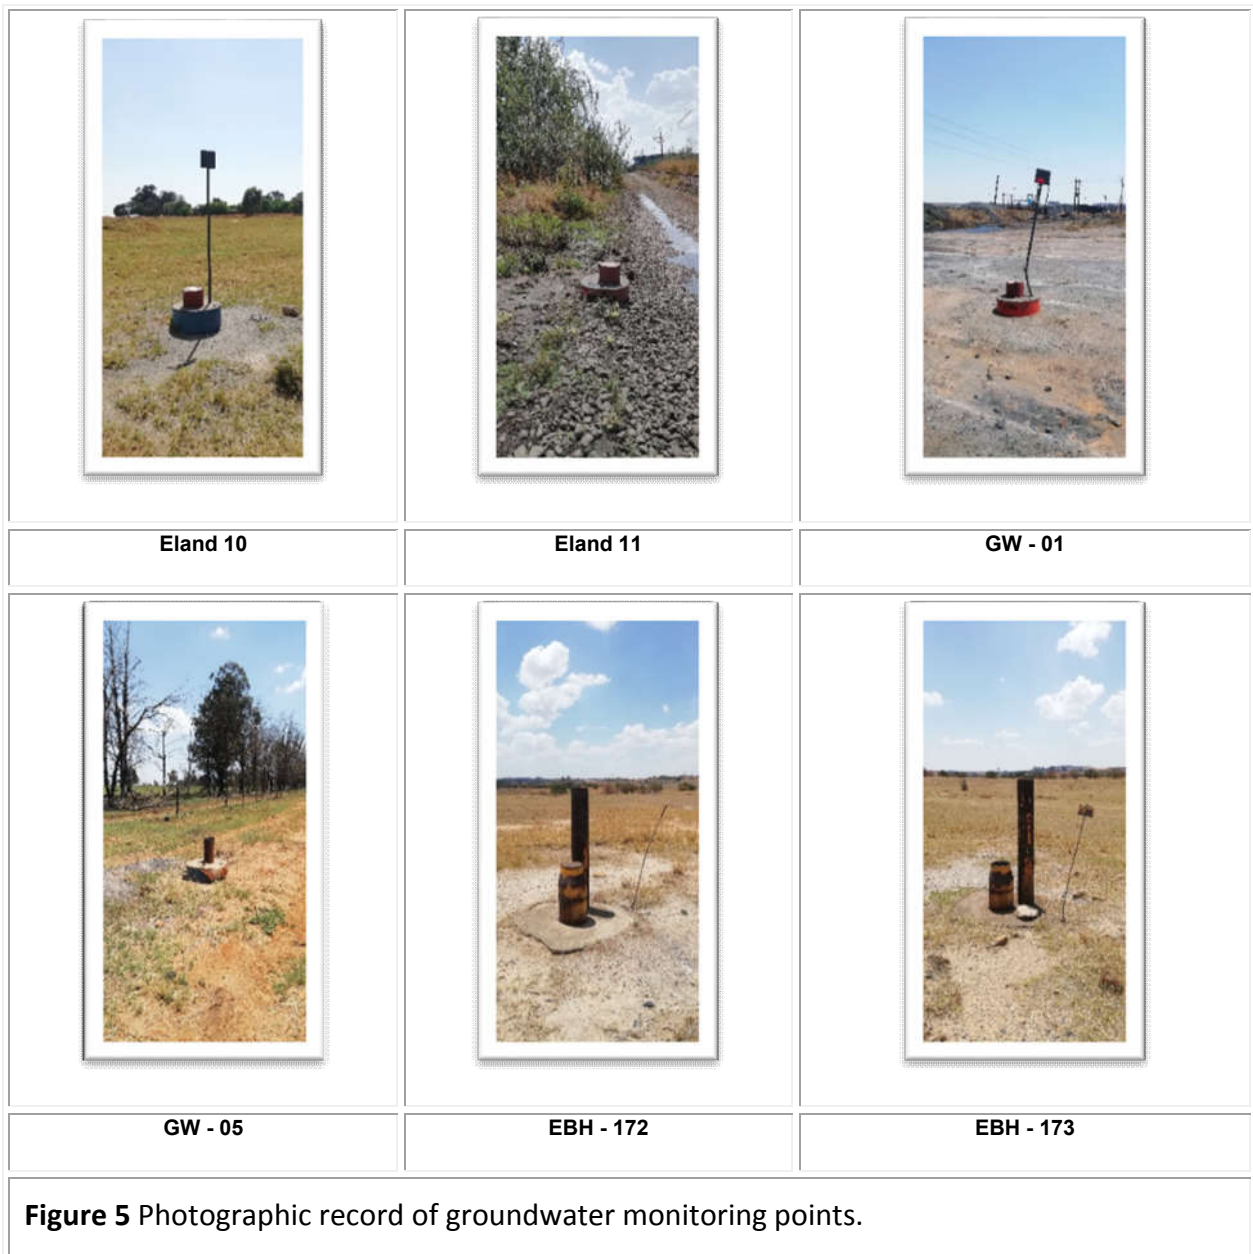 Eland 10
Eland 11
GW - 01
GW - 05
EBH - 172
EBH - 173
Figure 5 Photographic record of groundwater monitoring points.